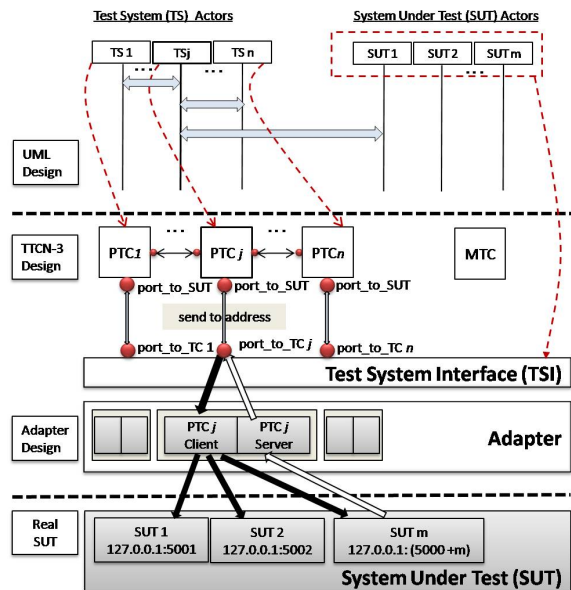 Test System (TS) Actors
System Under Test (SUT) Actors
TS 1
TSj
TS n
SUT 1
SUT 2
SUT m
...
...
...
UML
Design
TTCN-3
Design
...
...
PTC1
PTC j
PTCn
MTC
port_to_SUT
port_to_SUT
port_to_SUT
send to address
port_to_TC 1
port_to_TC j
port_to_TC n
Test System Interface (TSI)
Adapter
Design
PTC j
Client
PTC j
Server
Adapter
Real
SUT
SUT 1
127.0.0.1:5001
SUT 2
127.0.0.1:5002
SUT m
127.0.0.1: (5000 +m)
System Under Test (SUT)